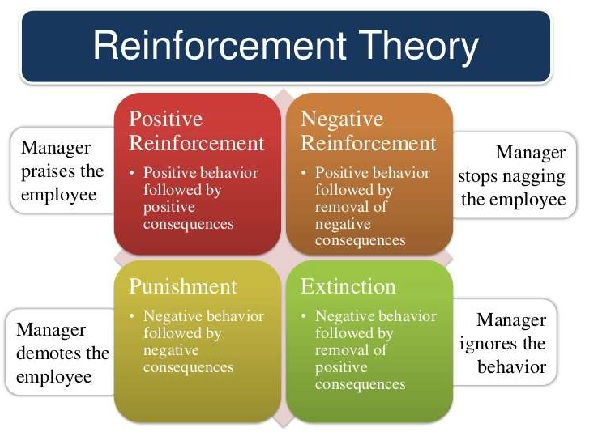 Reinforcement Theory
Manager
praises the
employee
Positive
Reinforcement
• Positive behavior
followed by
positive
consequences
Negative
Reinforcement
• Positive behavior
followed by
removal of
negative
consequences
Manager
stops nagging
the employee
Manager
demotes the
employee
Punishment
• Negative behavior
followed by
negative
consequences
Extinction
• Negative behavior
followed by
removal of
positive
consequences
Manager
ignores the
behavior